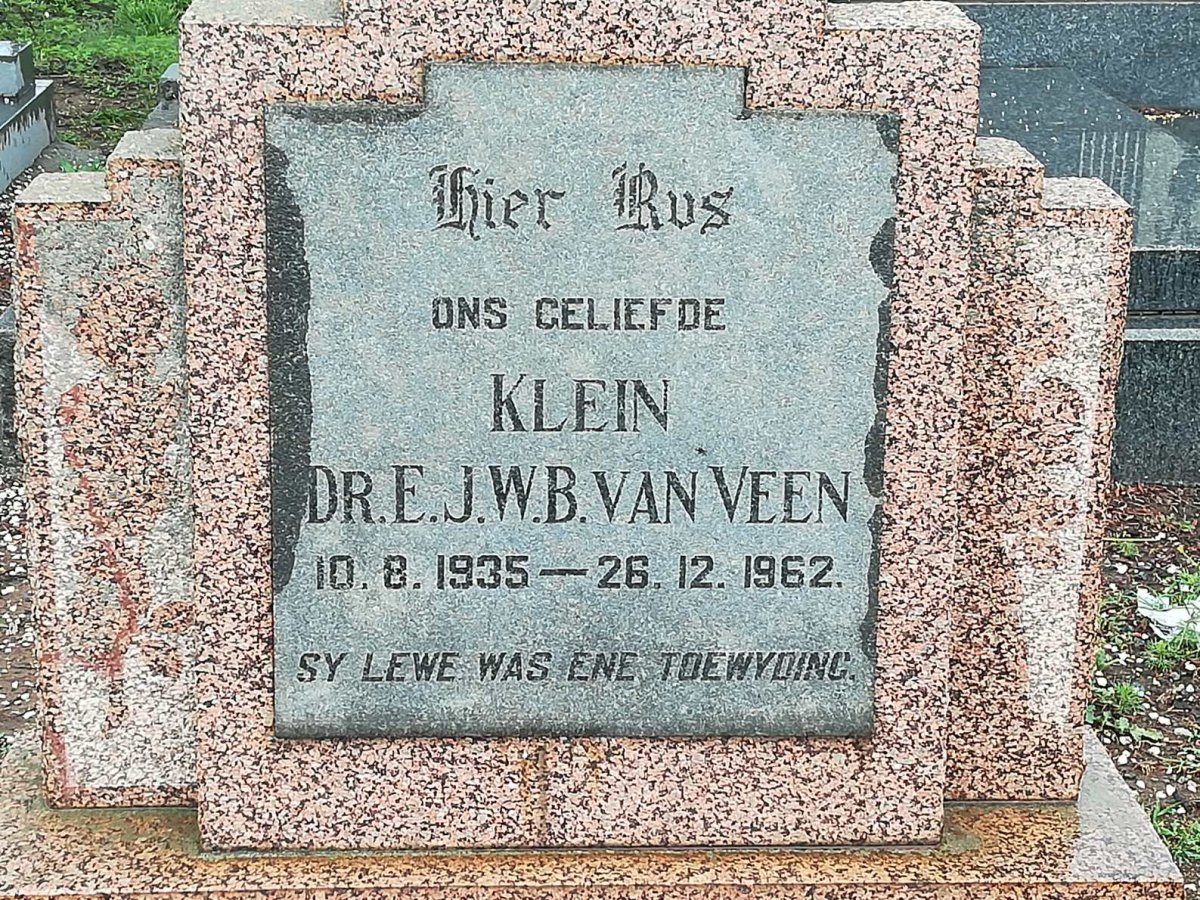 Hier Rus
ONS GELIEFDE
KLEIN
DR. E. J. W. B. VAN VEEN
10. 8. 1935 — 26. 12. 1962.
SY LEWE WAS ENE TOEWYDING.